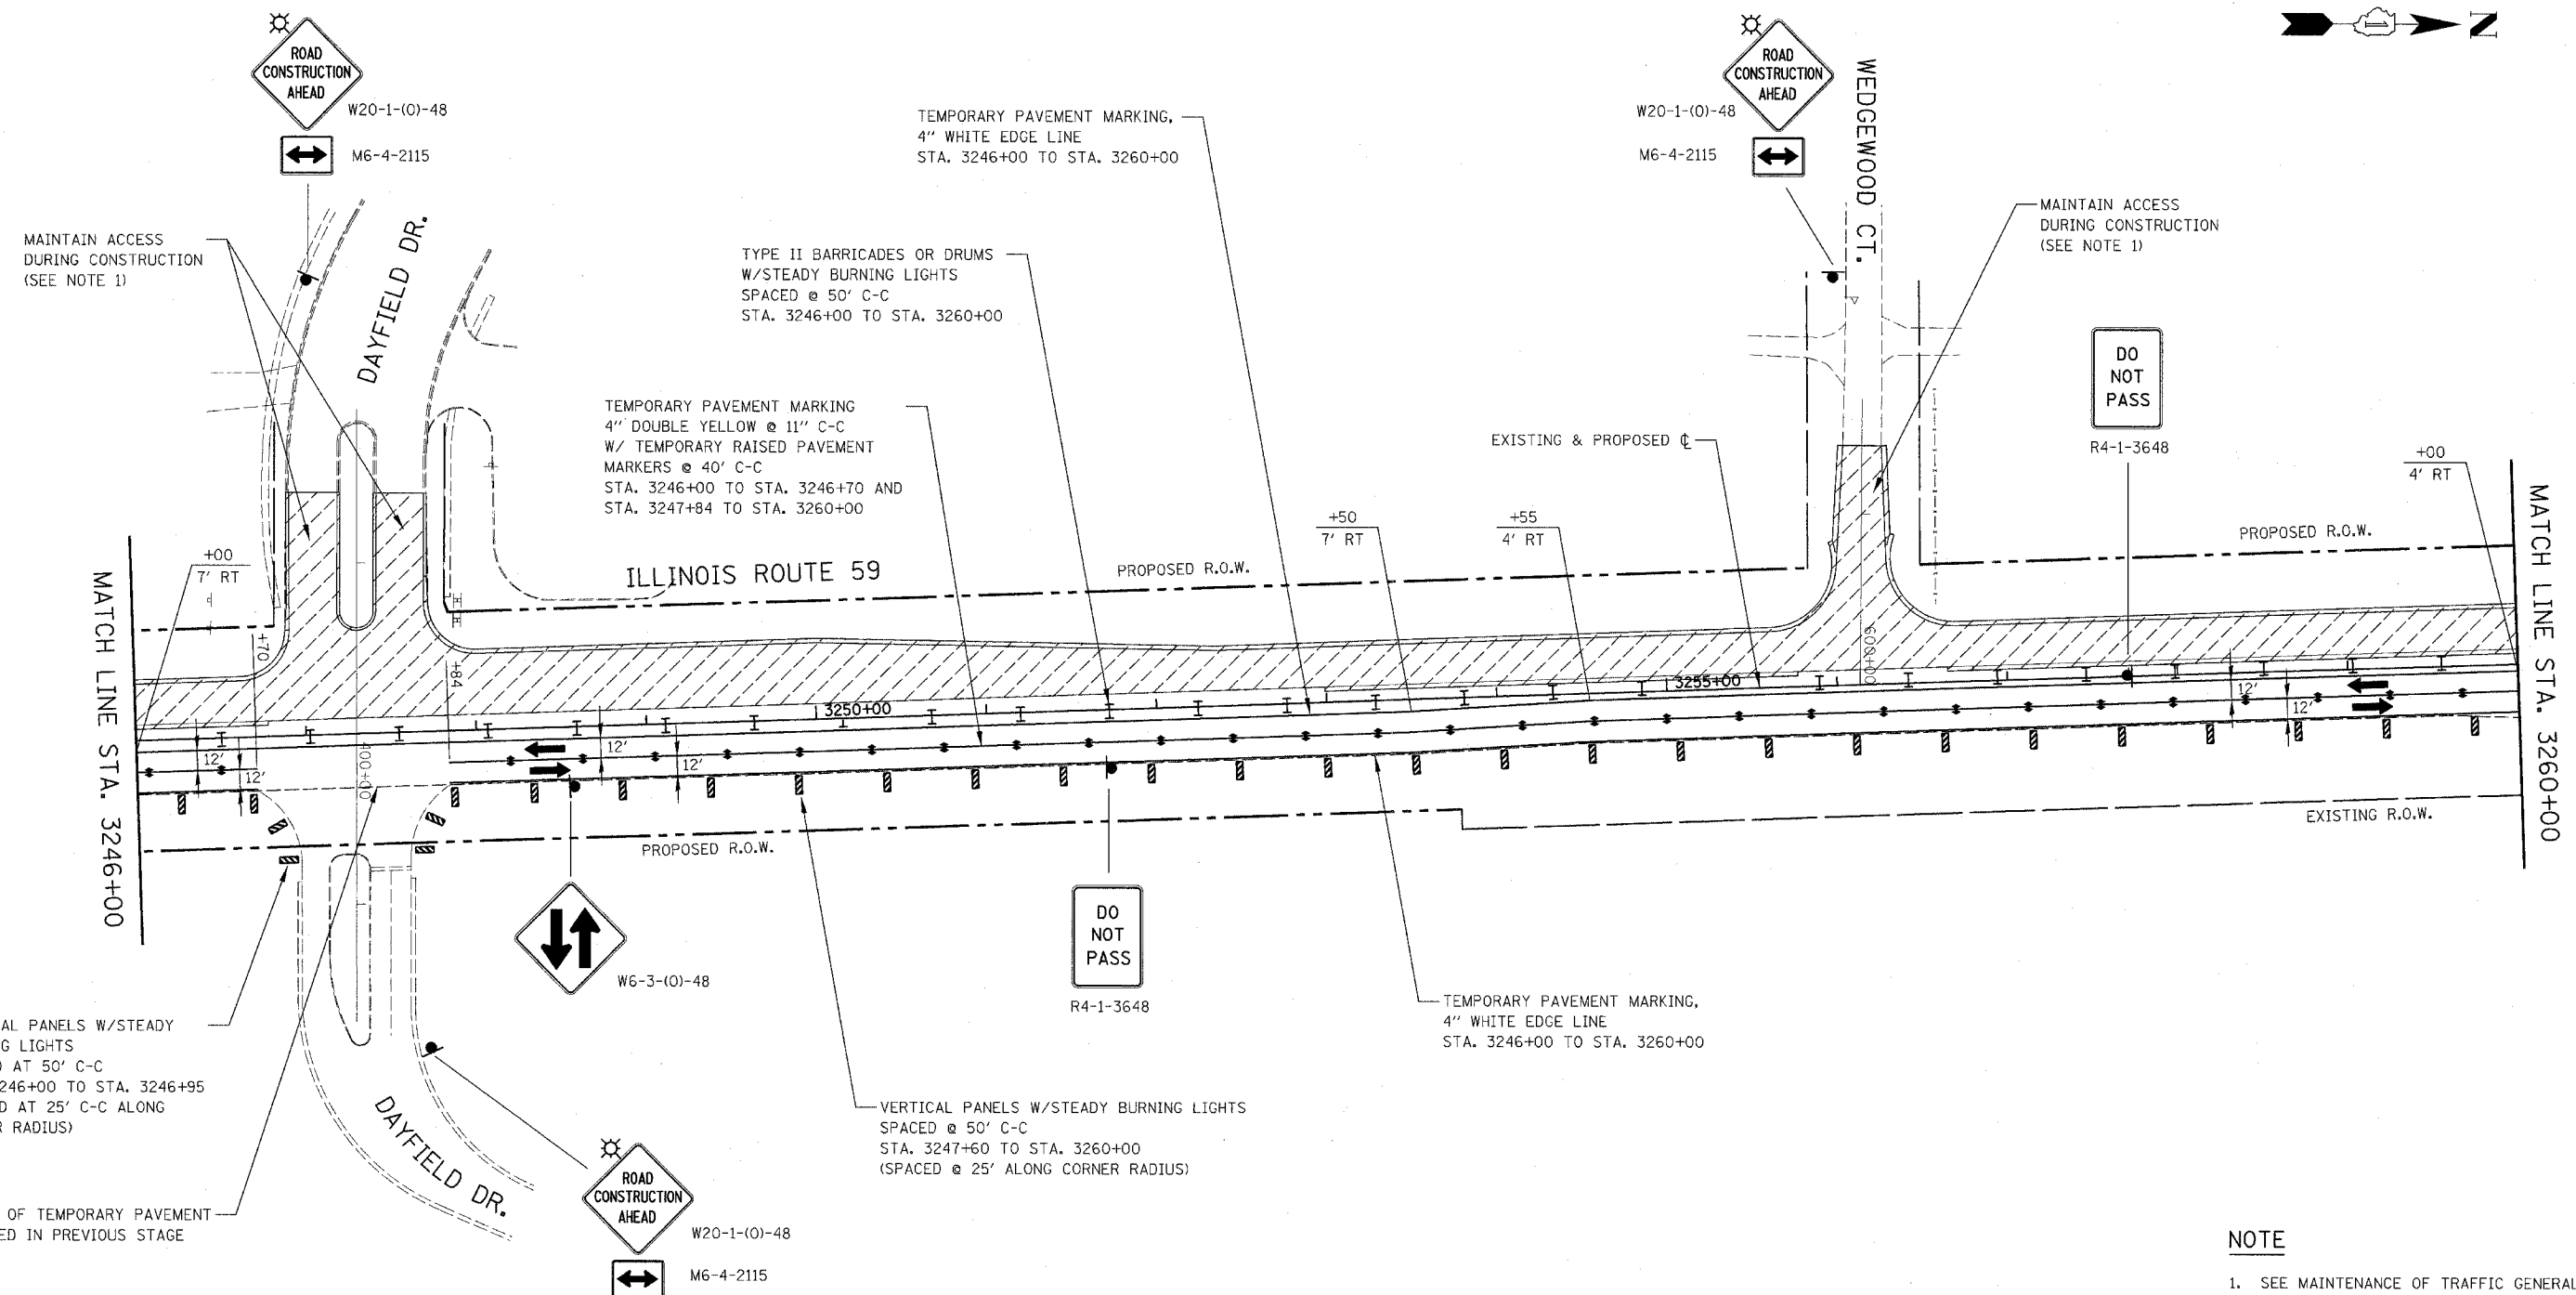 ROAD
CONSTRUCTION
AHEAD
W20-1-(O)-48
M6-4-2115
ROAD
CONSTRUCTION
AHEAD
W20-1-(O)-48
M6-4-2115
N
WEDGEWOOD CT.
TEMPORARY PAVEMENT MARKING,
4" WHITE EDGE LINE
STA. 3246+00 TO STA. 3260+00
MAINTAIN ACCESS
DURING CONSTRUCTION
(SEE NOTE 1)
MAINTAIN ACCESS
DURING CONSTRUCTION
(SEE NOTE 1)
DAYFIELD DR.
TYPE II BARRICADES OR DRUMS
W/STEADY BURNING LIGHTS
SPACED @ 50' C-C
STA. 3246+00 TO STA. 3260+00
DO
NOT
PASS
R4-1-3648
TEMPORARY PAVEMENT MARKING
4" DOUBLE YELLOW @ 11" C-C
W/ TEMPORARY RAISED PAVEMENT
MARKERS @ 40' C-C
STA. 3246+00 TO STA. 3246+70 AND
STA. 3247+84 TO STA. 3260+00
EXISTING & PROPOSED ℄
+00
4' RT
+50
7' RT
+55
4' RT
+00
7' RT
PROPOSED R.O.W.
ILLINOIS ROUTE 59
PROPOSED R.O.W.
MATCH LINE STA. 3246+00
MATCH LINE STA. 3260+00
+70
+84
600+00
3255+00
3250+00
400+00
12'
12'
12'
12'
12'
12'
PROPOSED R.O.W.
EXISTING R.O.W.
W6-3-(O)-48
DO
NOT
PASS
R4-1-3648
TEMPORARY PAVEMENT MARKING,
4" WHITE EDGE LINE
STA. 3246+00 TO STA. 3260+00
AL PANELS W/STEADY
G LIGHTS
AT 50' C-C
246+00 TO STA. 3246+95
D AT 25' C-C ALONG
R RADIUS)
VERTICAL PANELS W/STEADY BURNING LIGHTS
SPACED @ 50' C-C
STA. 3247+60 TO STA. 3260+00
(SPACED @ 25' ALONG CORNER RADIUS)
DAYFIELD DR.
OF TEMPORARY PAVEMENT
ED IN PREVIOUS STAGE
ROAD
CONSTRUCTION
AHEAD
W20-1-(O)-48
M6-4-2115
NOTE
1. SEE MAINTENANCE OF TRAFFIC GENERAL